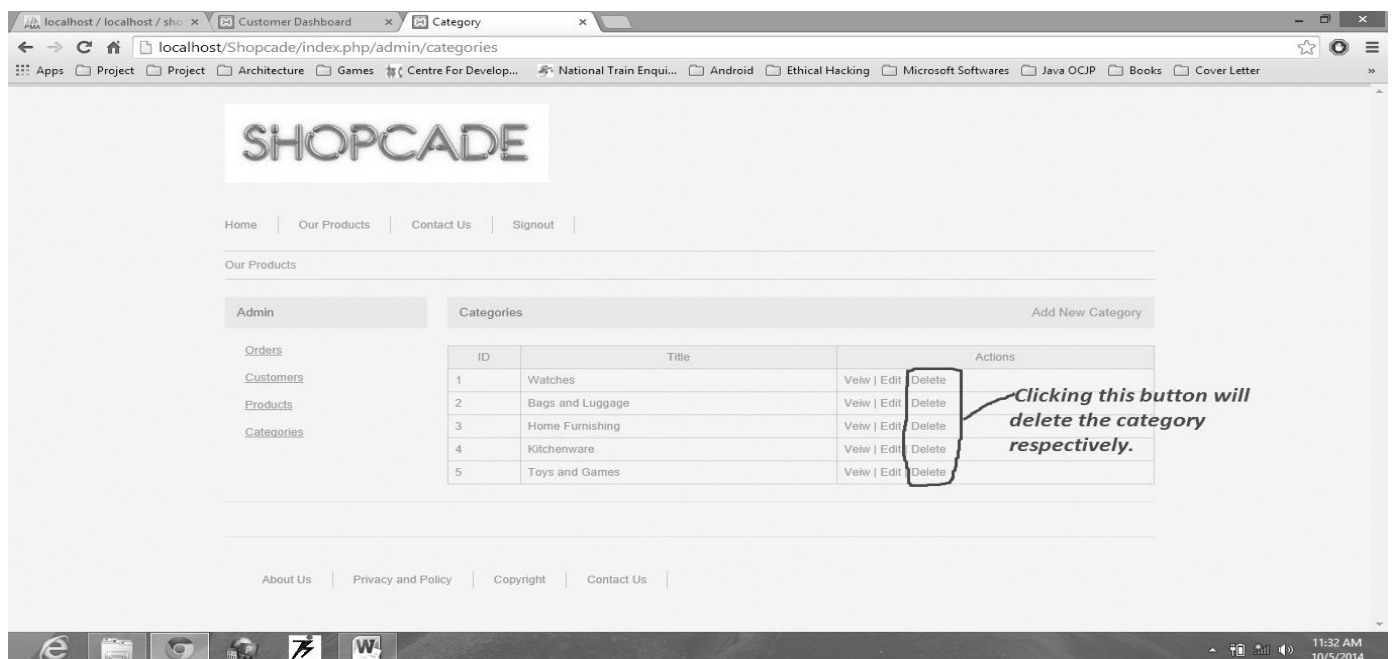 localhost / localhost / sho
Customer Dashboard
Category
localhost/Shopcade/index.php/admin/categories
Apps Project Project Architecture Games Centre For Develop... National Train Enqui... Android Ethical Hacking Microsoft Softwares Java OCJP Books Cover Letter »
SHOPCADE
Home Our Products Contact Us Signout
Our Products
Admin
Orders
Customers
Products
Categories
Categories Add New Category
ID Title Actions
1 Watches Veiw | Edit | Delete
2 Bags and Luggage Veiw | Edit | Delete
3 Home Furnishing Veiw | Edit | Delete
4 Kitchenware Veiw | Edit | Delete
5 Toys and Games Veiw | Edit | Delete
Clicking this button will
delete the category
respectively.
About Us Privacy and Policy Copyright Contact Us
11:32 AM
10/5/2014